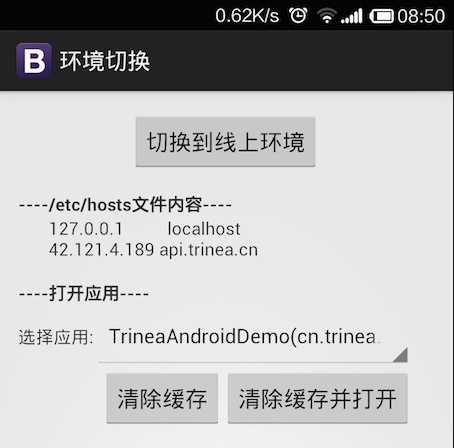 0.62K/s 08:50
B 环境切换
切换到线上环境
----/etc/hosts文件内容----
127.0.0.1 localhost
42.121.4.189 api.trinea.cn
----打开应用----
选择应用: TrineaAndroidDemo(cn.trinea.
清除缓存 清除缓存并打开